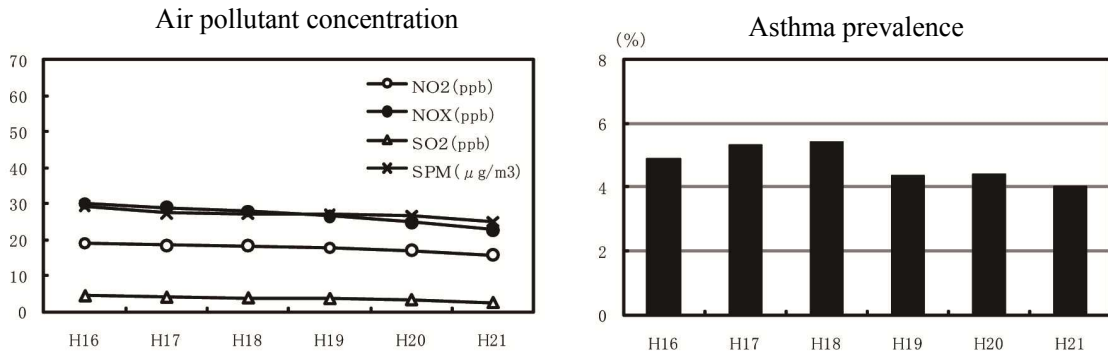 Air pollutant concentration
70
60
50
40
30
20
10
0
NO2(ppb)
NOX(ppb)
SO2(ppb)
SPM(μg/m3)
H16 H17 H18 H19 H20 H21
Asthma prevalence
(%)
8
6
4
2
0
H16 H17 H18 H19 H20 H21